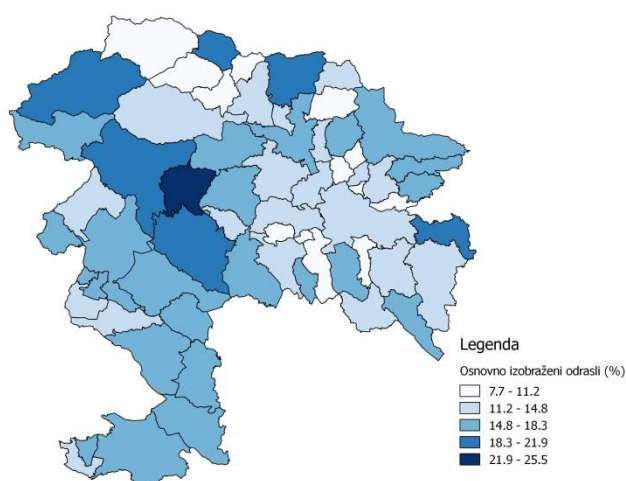 Legenda
Osnovno izobraženi odrasli (%)
7.7 - 11.2
11.2 - 14.8
14.8 - 18.3
18.3 - 21.9
21.9 - 25.5